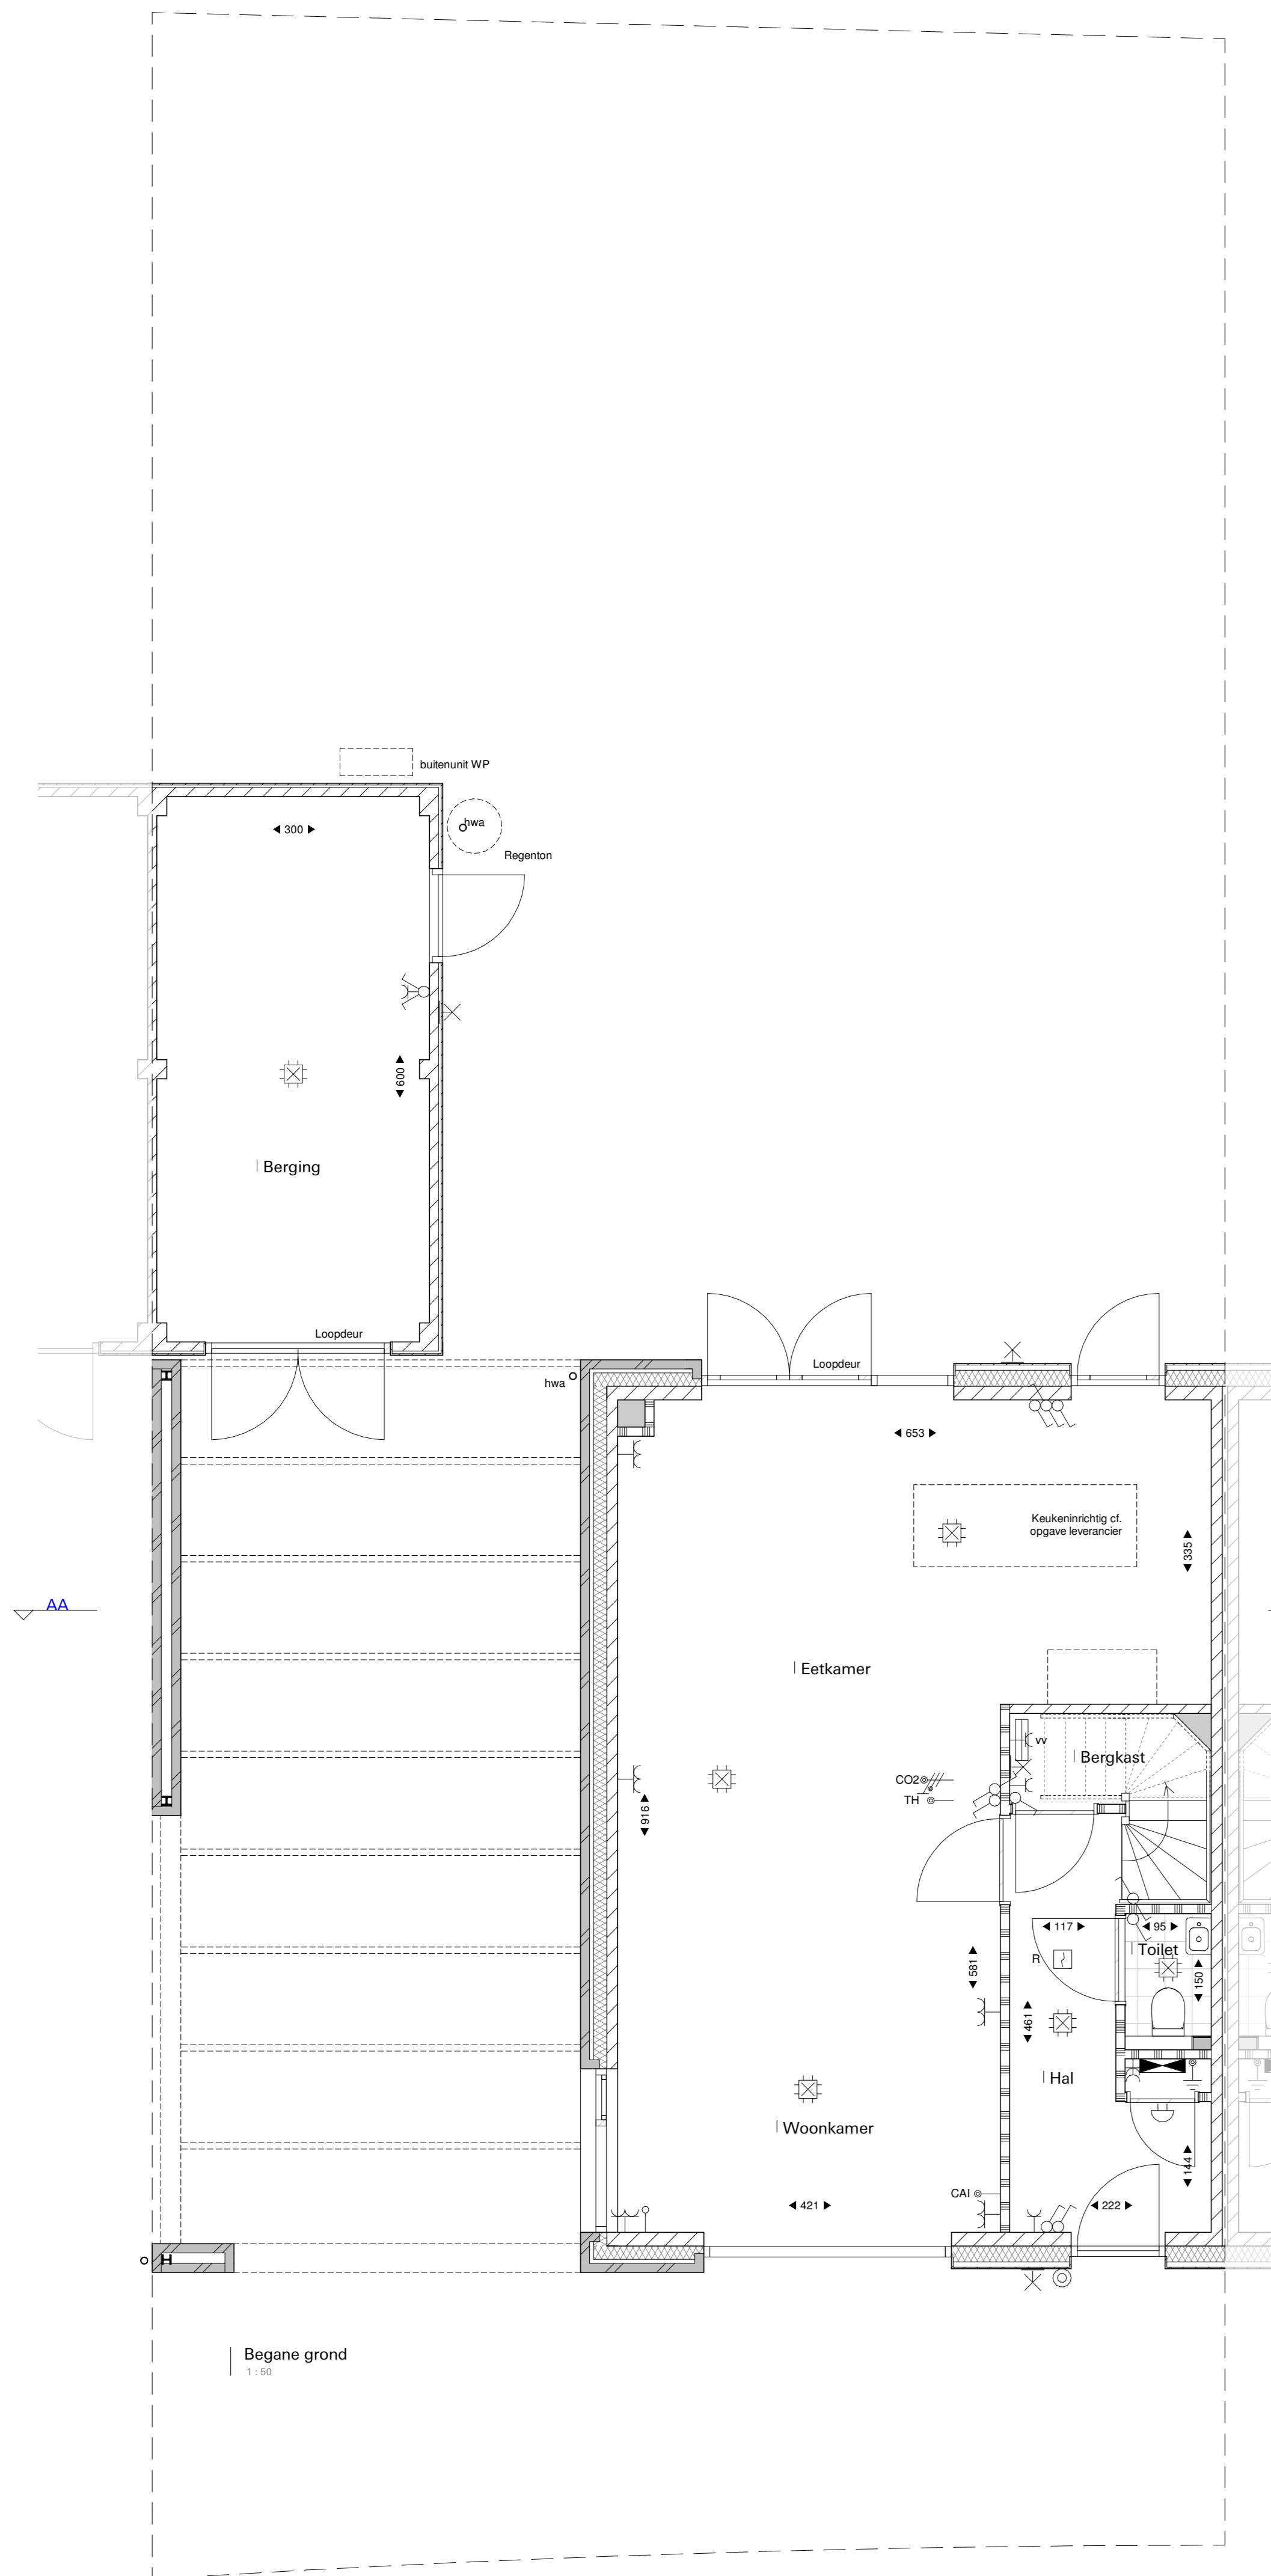 buitenunit WP
hwa
300
Regenton
600
Berging
Loopdeur
Loopdeur
hwa
653
Keukeninrichtig cf.
opgave leverancier
335
AA
Eetkamer
vv
Bergkast
CO2
TH
916
117
95
Toilet
R
581
150
461
Hal
Woonkamer
144
CAI
421
222
Begane grond
1 : 50